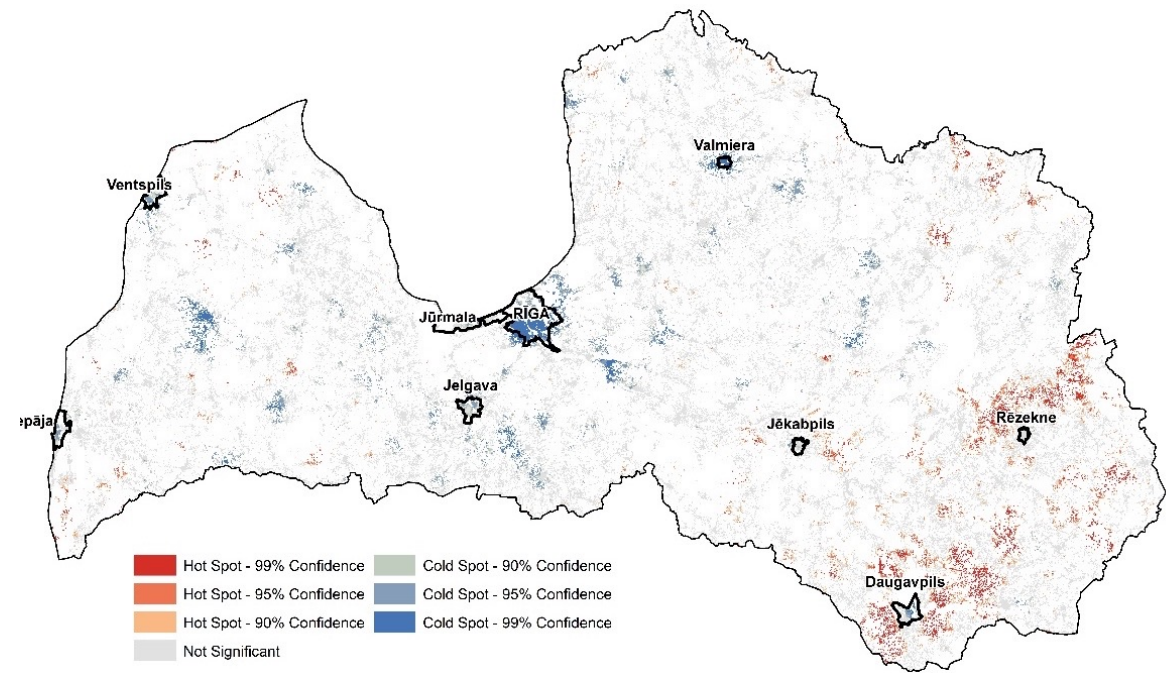 Valmiera
Ventspils
Jūrmala
RĪGA
Jelgava
epāja
Jēkabpils
Rēzekne
Daugavpils
Hot Spot - 99% Confidence
Cold Spot - 90% Confidence
Hot Spot - 95% Confidence
Cold Spot - 95% Confidence
Hot Spot - 90% Confidence
Cold Spot - 99% Confidence
Not Significant